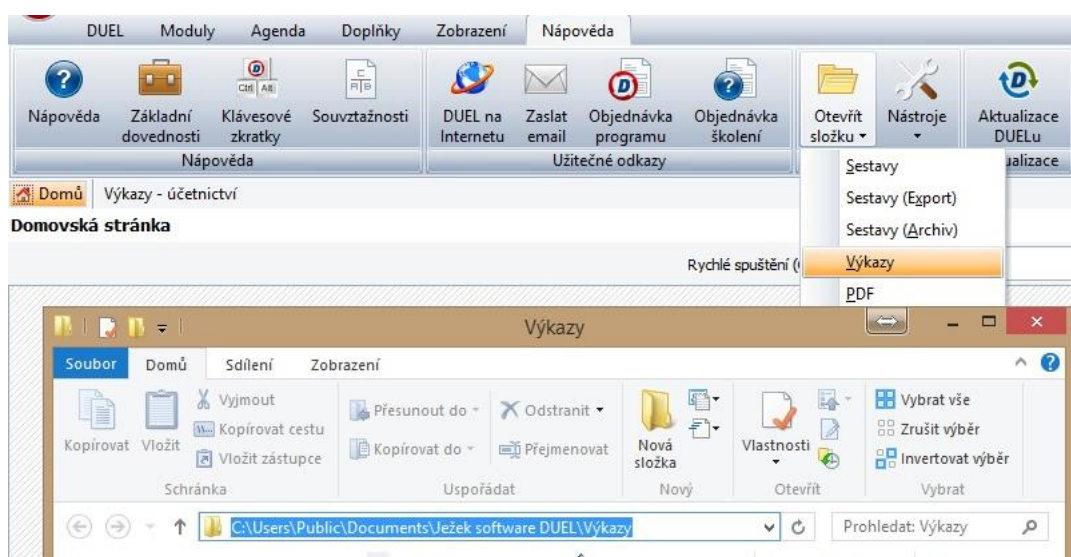 DUEL Moduly Agenda Doplňky Zobrazení Nápověda
Nápověda
Základní
dovednosti
Ctrl Alt
Klávesové
zkratky
Souvztažnosti
DUEL na
Internetu
Zaslat
email
Objednávka
programu
Objednávka
školení
Otevřít
složku
Nástroje
Aktualizace
DUELu
Nápověda
Užitečné odkazy
ualizace
Sestavy
Sestavy (Export)
Sestavy (Archiv)
Výkazy
PDF
Domů Výkazy - účetnictví
Domovská stránka
Rychlé spuštění (
Výkazy
Soubor Domů Sdílení Zobrazení
Kopírovat
Vložit
Vyjmout
Kopírovat cestu
Vložit zástupce
Schránka
Přesunout do
Kopírovat do
Odstranit
Přejmenovat
Uspořádat
Nová
složka
Nový
Vlastnosti
Otevřít
Vybrat vše
Zrušit výběr
Invertovat výběr
Vybrat
C:\Users\Public\Documents\Ježek software DUEL\Výkazy
Prohledat: Výkazy